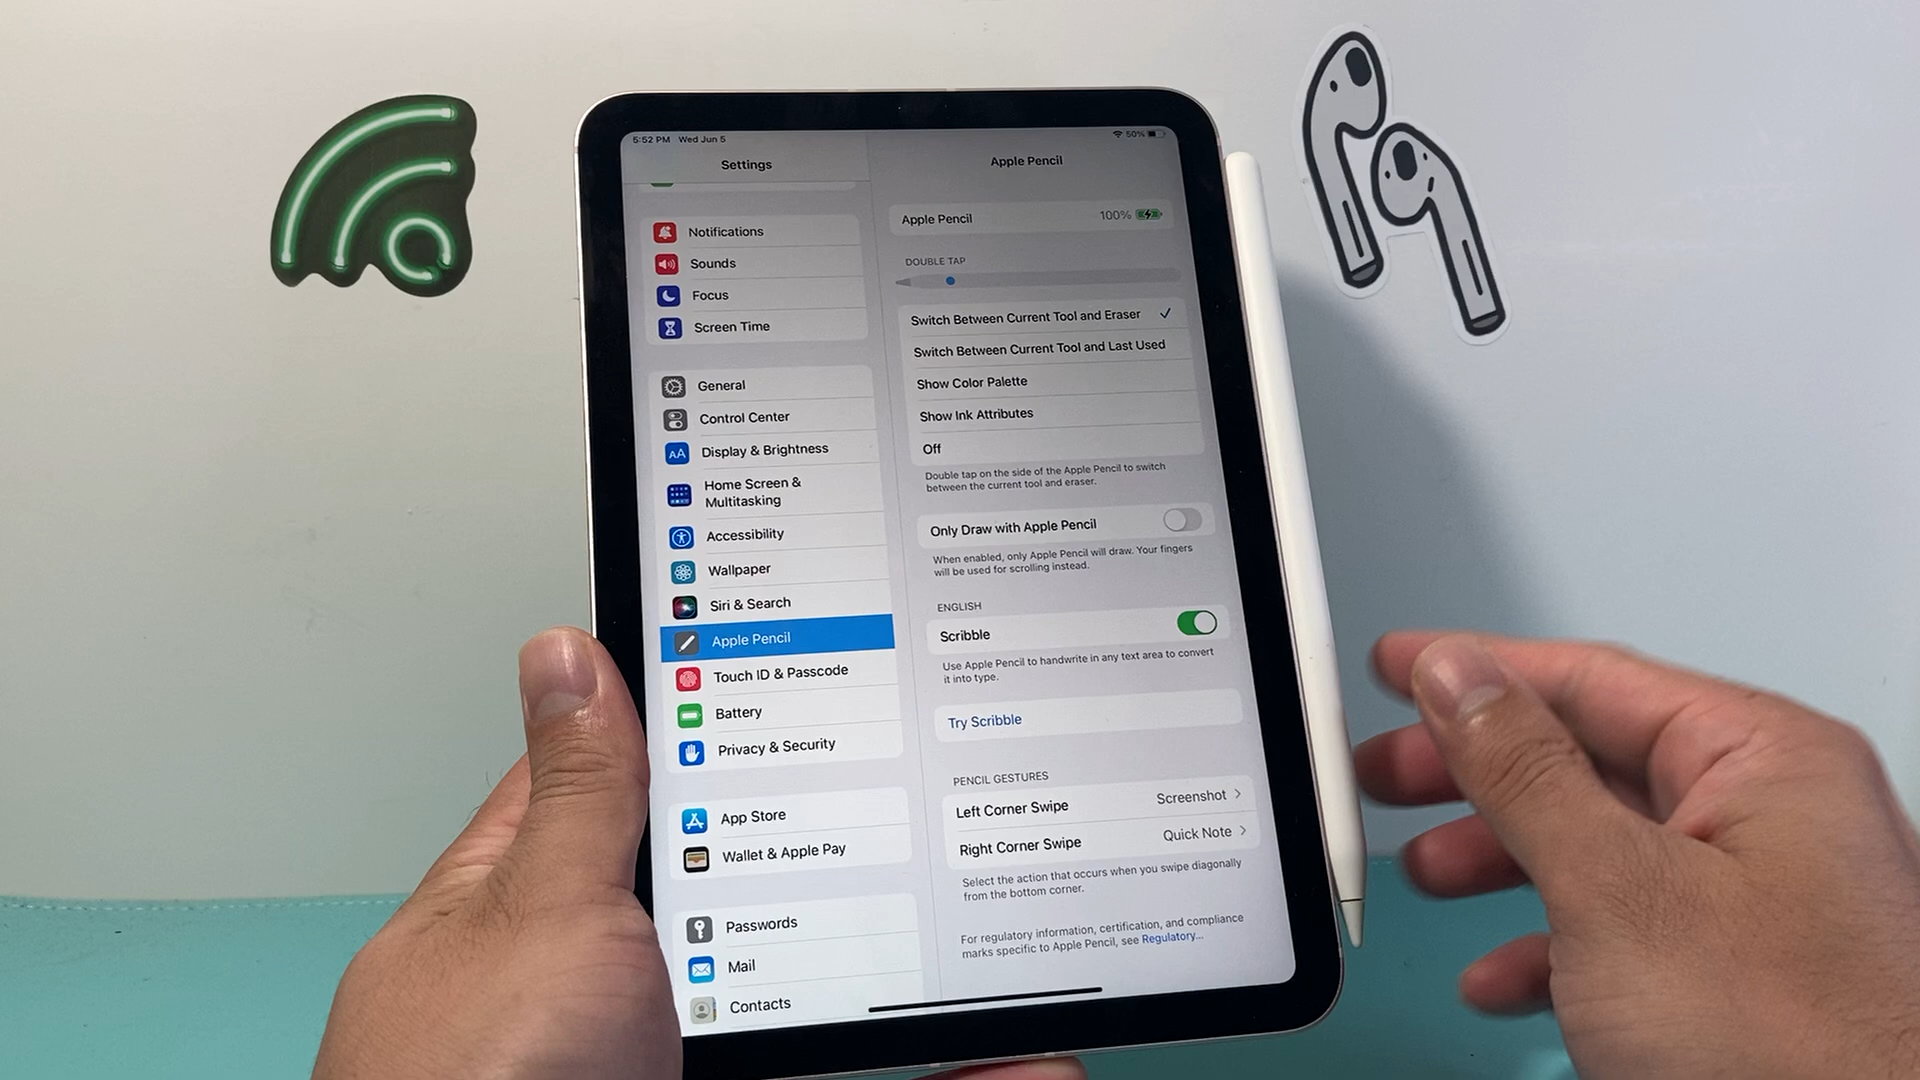 5:52 PM Wed Jun 5
50%
Settings
Notifications
Sounds
Focus
Screen Time
General
Control Center
AA
Display & Brightness
Home Screen &
Multitasking
Accessibility
Wallpaper
Siri & Search
Apple Pencil
Touch ID & Passcode
Battery
Privacy & Security
App Store
Wallet & Apple Pay
Passwords
Mail
Contacts
Apple Pencil
Apple Pencil 100%
DOUBLE TAP
Switch Between Current Tool and Eraser
Switch Between Current Tool and Last Used
Show Color Palette
Show Ink Attributes
Off
Double tap on the side of the Apple Pencil to switch
between the current tool and eraser.
Only Draw with Apple Pencil
When enabled, only Apple Pencil will draw. Your fingers
will be used for scrolling instead.
ENGLISH
Scribble
Use Apple Pencil to handwrite in any text area to convert
it into type.
Try Scribble
PENCIL GESTURES
Left Corner Swipe Screenshot
Right Corner Swipe Quick Note
Select the action that occurs when you swipe diagonally
from the bottom corner.
For regulatory information, certification, and compliance
marks specific to Apple Pencil, see Regulatory...